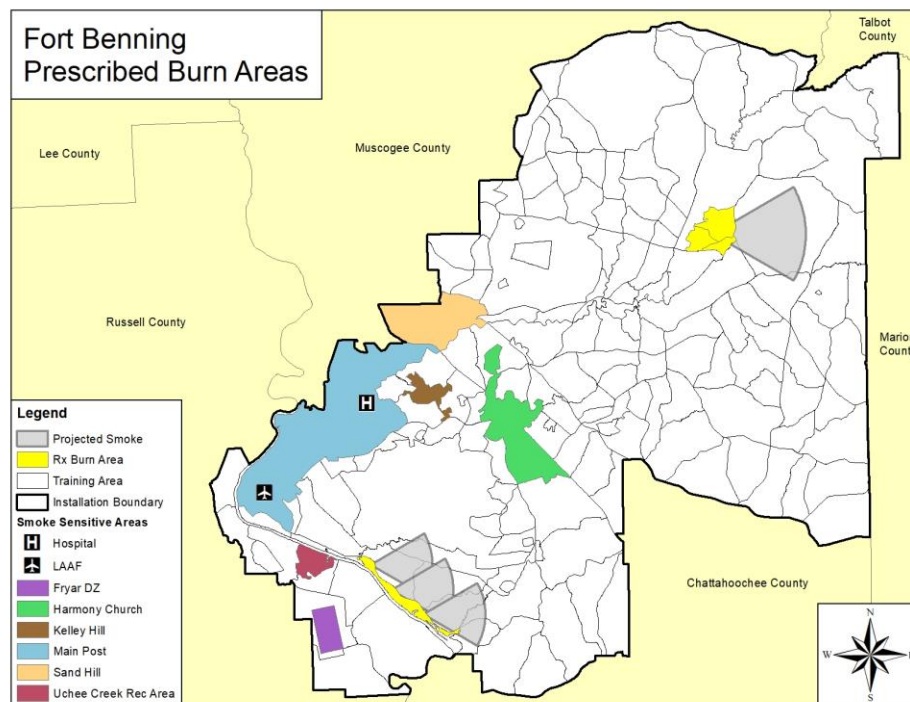 Fort Benning
Prescribed Burn Areas
Talbot
County
Lee County
Muscogee County
Russell County
Marion
County
Chattahoochee County
Legend
Projected Smoke
Rx Burn Area
Training Area
Installation Boundary
Smoke Sensitive Areas
H Hospital
LAAF
Fryar DZ
Harmony Church
Kelley Hill
Main Post
Sand Hill
Uchee Creek Rec Area
H
N
W
S